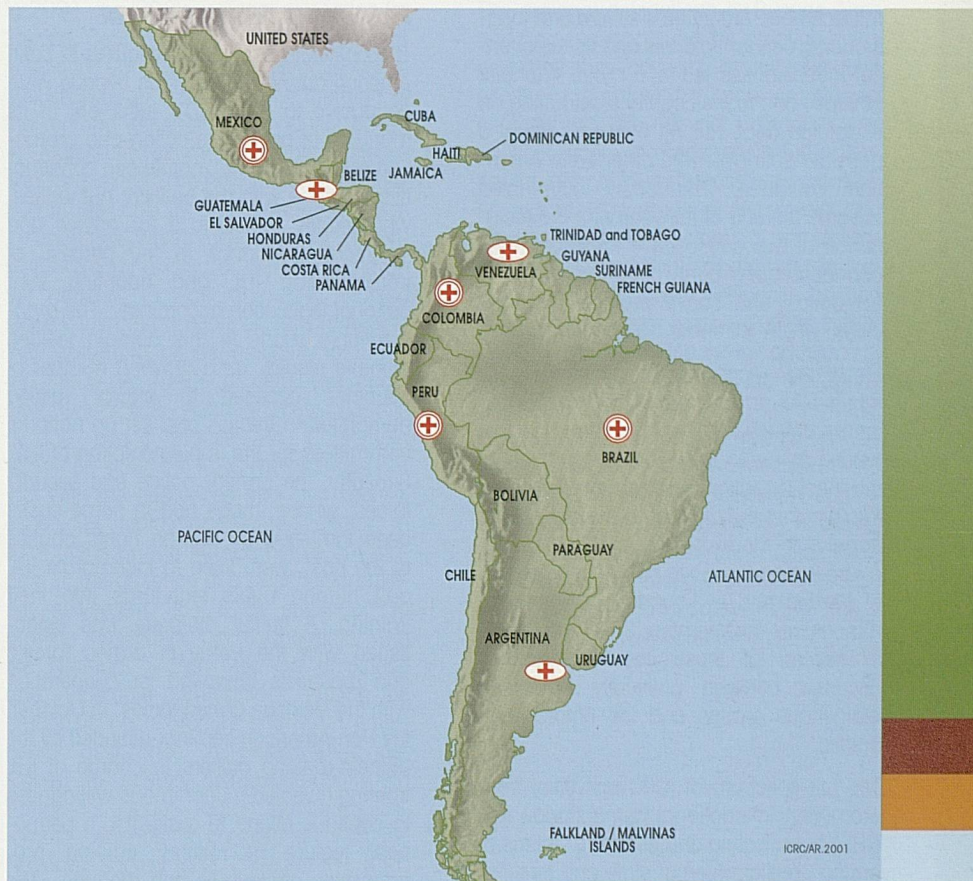 UNITED STATES
MEXICO
CUBA
HAITI
DOMINICAN REPUBLIC
BELIZE
JAMAICA
GUATEMALA
EL SALVADOR
HONDURAS
NICARAGUA
COSTA RICA
PANAMA
TRINIDAD and TOBAGO
GUYANA
SURINAME
FRENCH GUIANA
VENEZUELA
COLOMBIA
ECUADOR
PERU
BRAZIL
BOLIVIA
PACIFIC OCEAN
PARAGUAY
CHILE
ATLANTIC OCEAN
ARGENTINA
URUGUAY
FALKLAND / MALVINAS
ISLANDS
ICRC/AR.2001